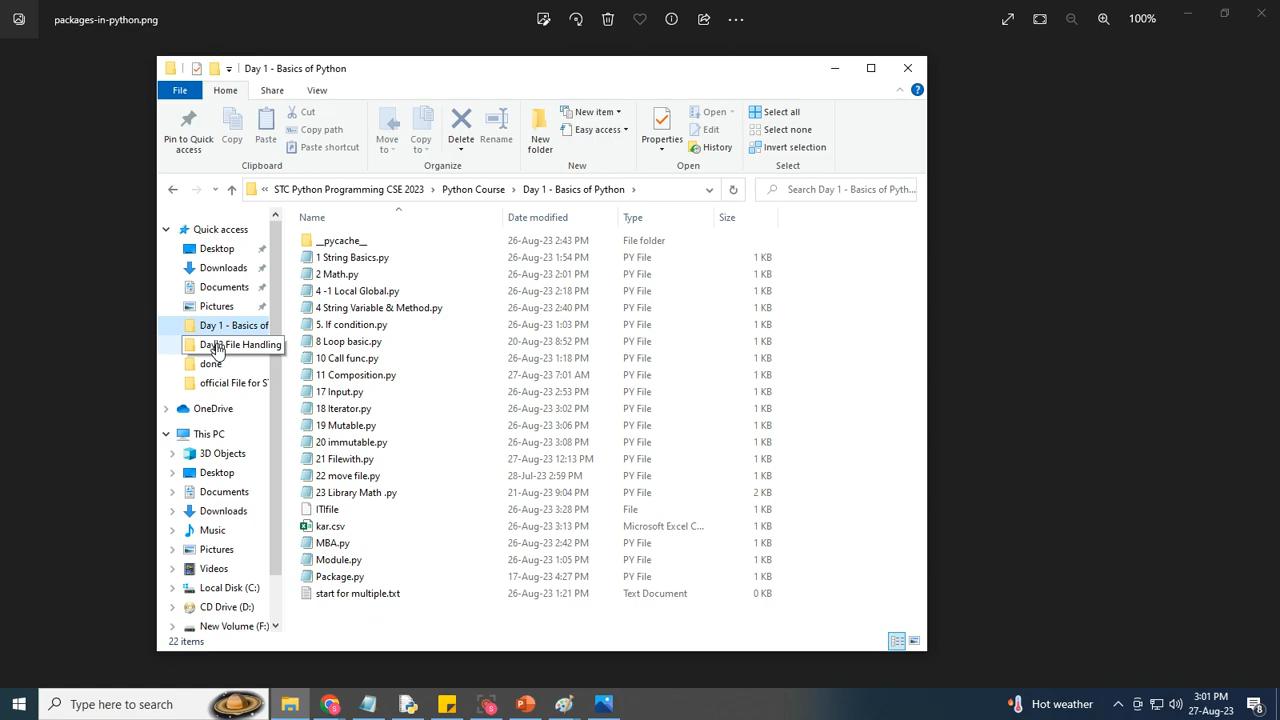 packages-in-python.png
100%
Day 1 - Basics of Python
File
Home
Share
View
Pin to Quick access
Copy
Paste
Cut
Copy path
Paste shortcut
Clipboard
Move to
Copy to
Delete
Rename
Organize
New folder
New item
Easy access
New
Properties
Open
Edit
History
Open
Select all
Select none
Invert selection
Select
« STC Python Programming CSE 2023 > Python Course > Day 1 - Basics of Python >
Search Day 1 - Basics of Pyth...
Name Date modified Type Size
__pycache__ 26-Aug-23 2:43 PM File folder
1 String Basics.py 26-Aug-23 1:54 PM PY File 1 KB
2 Math.py 26-Aug-23 2:01 PM PY File 1 KB
4 -1 Local Global.py 26-Aug-23 2:18 PM PY File 1 KB
4 String Variable & Method.py 26-Aug-23 2:40 PM PY File 1 KB
5. If condition.py 26-Aug-23 1:03 PM PY File 1 KB
8 Loop basic.py 20-Aug-23 8:52 PM PY File 1 KB
10 Call func.py 26-Aug-23 1:18 PM PY File 1 KB
11 Composition.py 27-Aug-23 7:01 AM PY File 1 KB
17 Input.py 26-Aug-23 2:53 PM PY File 1 KB
18 Iterator.py 26-Aug-23 3:02 PM PY File 1 KB
19 Mutable.py 26-Aug-23 3:06 PM PY File 1 KB
20 immutable.py 26-Aug-23 3:08 PM PY File 1 KB
21 Filewith.py 27-Aug-23 12:13 PM PY File 1 KB
22 move file.py 28-Jul-23 2:59 PM PY File 1 KB
23 Library Math .py 21-Aug-23 9:04 PM PY File 2 KB
ITIfile 26-Aug-23 3:28 PM File 1 KB
kar.csv 26-Aug-23 3:13 PM Microsoft Excel C... 1 KB
MBA.py 26-Aug-23 2:42 PM PY File 1 KB
Module.py 26-Aug-23 1:05 PM PY File 1 KB
Package.py 17-Aug-23 4:27 PM PY File 1 KB
start for multiple.txt 26-Aug-23 1:21 PM Text Document 0 KB
Quick access
Desktop
Downloads
Documents
Pictures
Day 1 - Basics of
File Handling
done
official File for ST
OneDrive
This PC
3D Objects
Desktop
Documents
Downloads
Music
Pictures
Videos
Local Disk (C:)
CD Drive (D:)
New Volume (F:)
22 items
Type here to search
Hot weather
3:01 PM
27-Aug-23
8